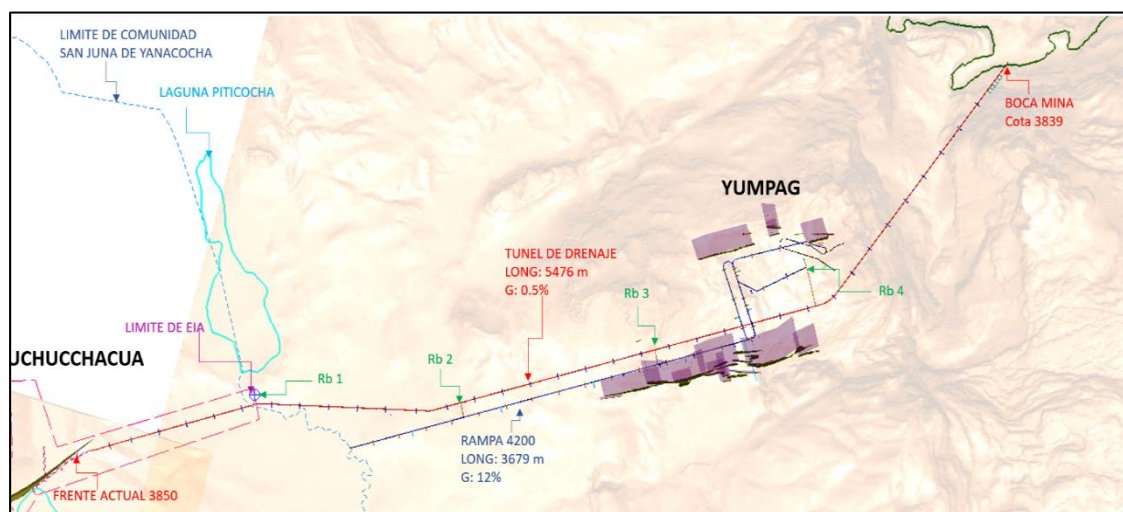 LIMITE DE COMUNIDAD
SAN JUNA DE YANACOCHA
LAGUNA PITICOCHA
BOCA MINA
Cota 3839
YUMPAG
TUNEL DE DRENAJE
LONG: 5476 m
G: 0.5%
Rb 3
Rb 4
LIMITE DE EIA
UCHUCCHACUA
Rb 1
Rb 2
RAMPA 4200
LONG: 3679 m
G: 12%
FRENTE ACTUAL 3850